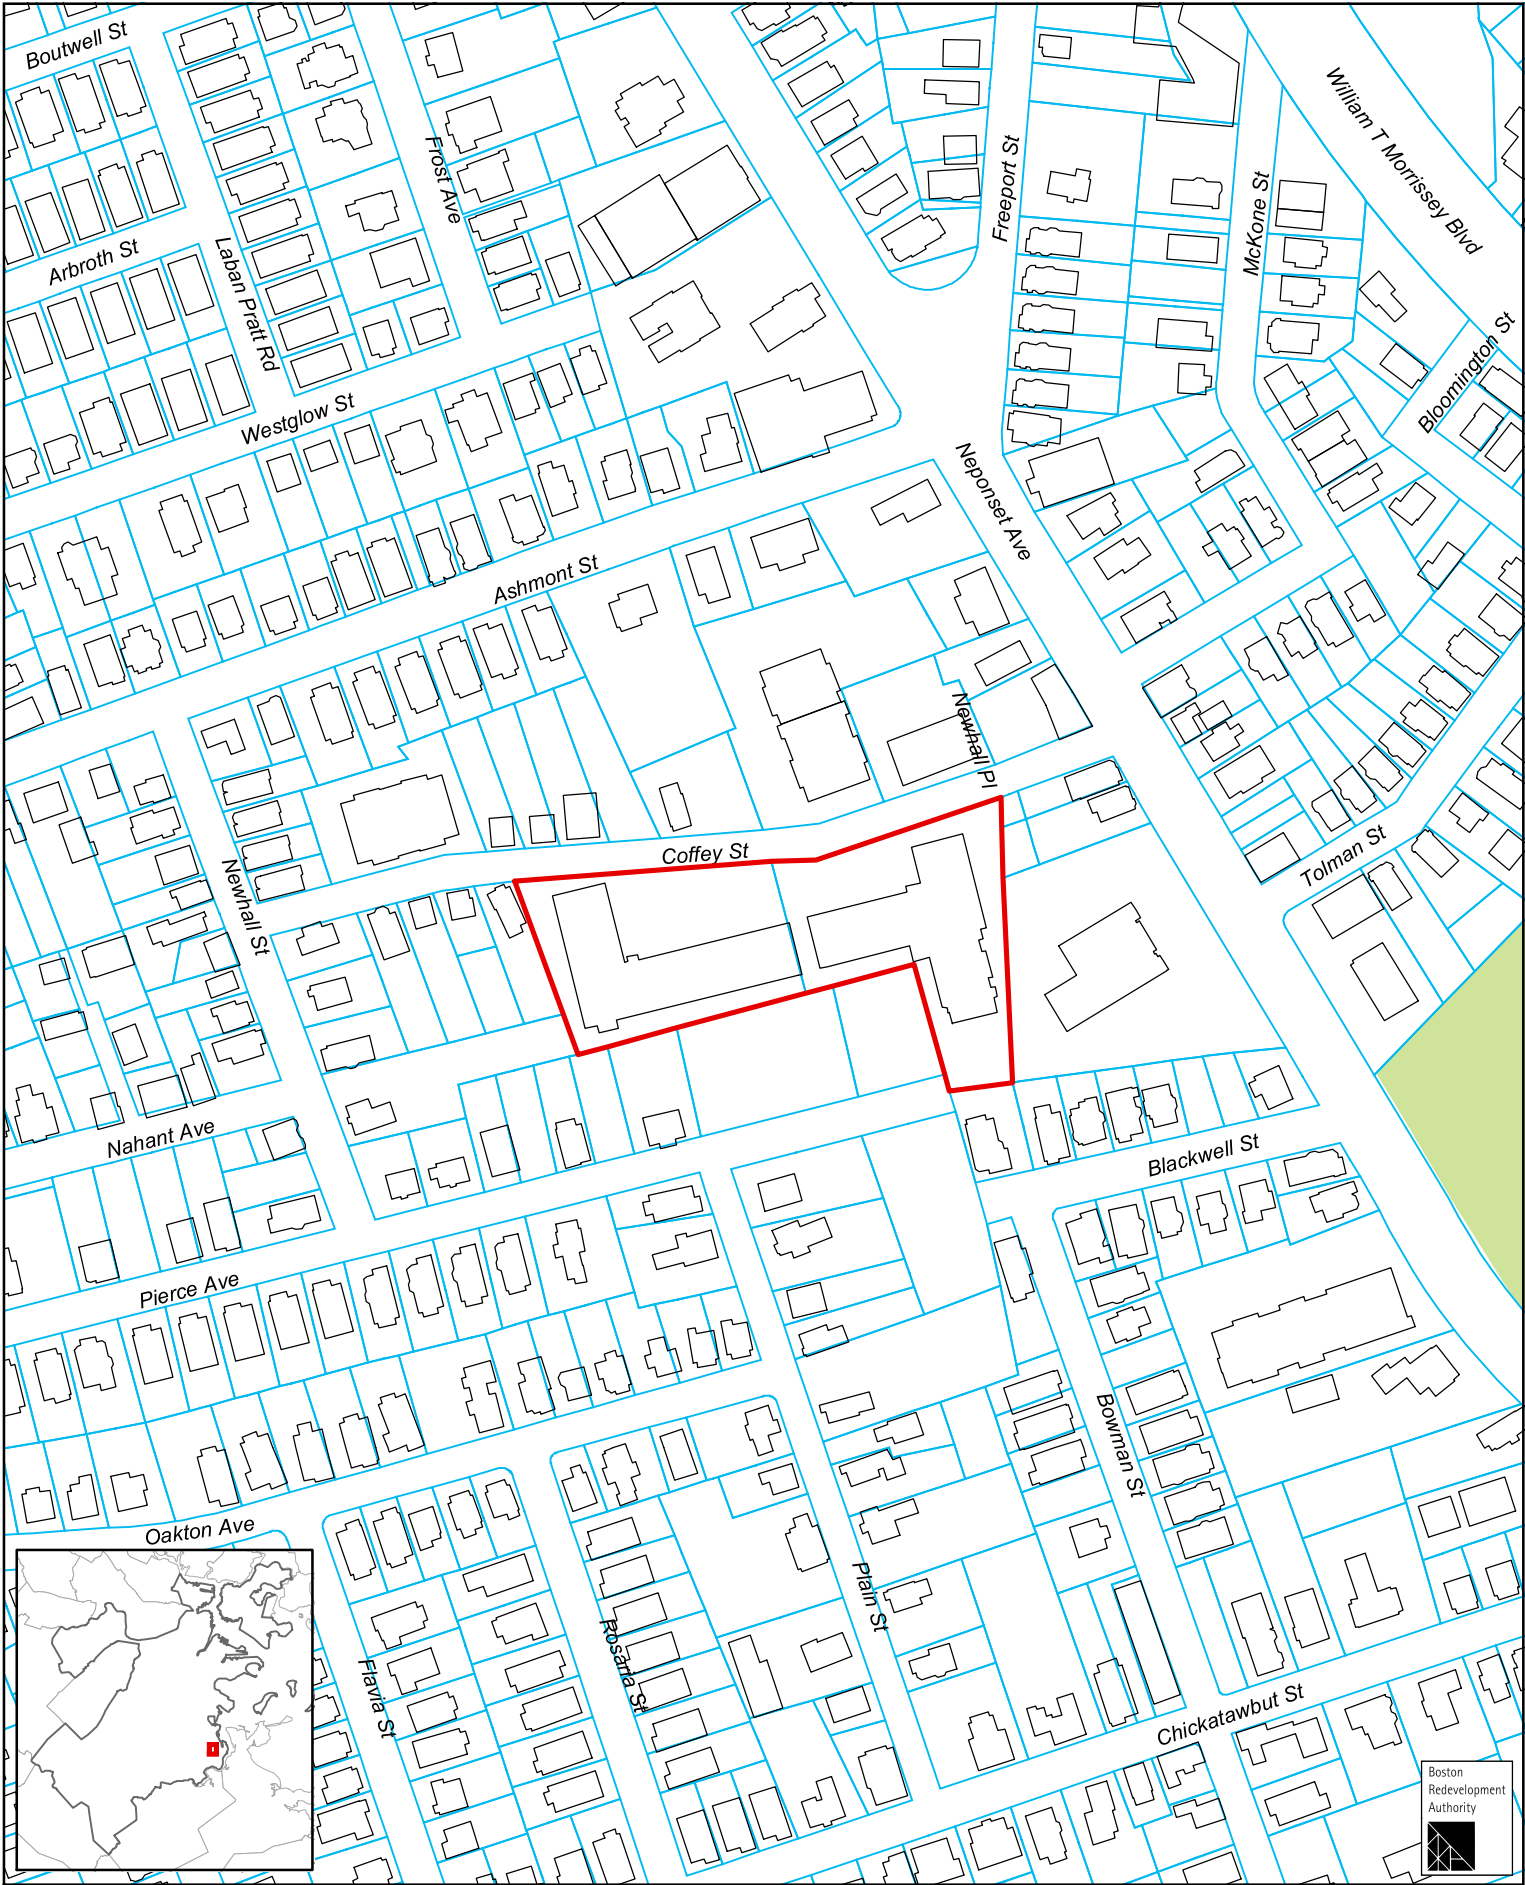 Boutwell St
William T Morrissey Blvd
Frost Ave
Freeport St
McKone St
Arbroth St
Laban Pratt Rd
Bloomington St
Westglow St
Neponset Ave
Ashmont St
Newhall Pl
Coffey St
Tolman St
Newhall St
Nahant Ave
Blackwell St
Pierce Ave
Bowman St
Oakton Ave
Plain St
Rosaria St
Flavia St
Chickatawbut St
Boston
Redevelopment
Authority